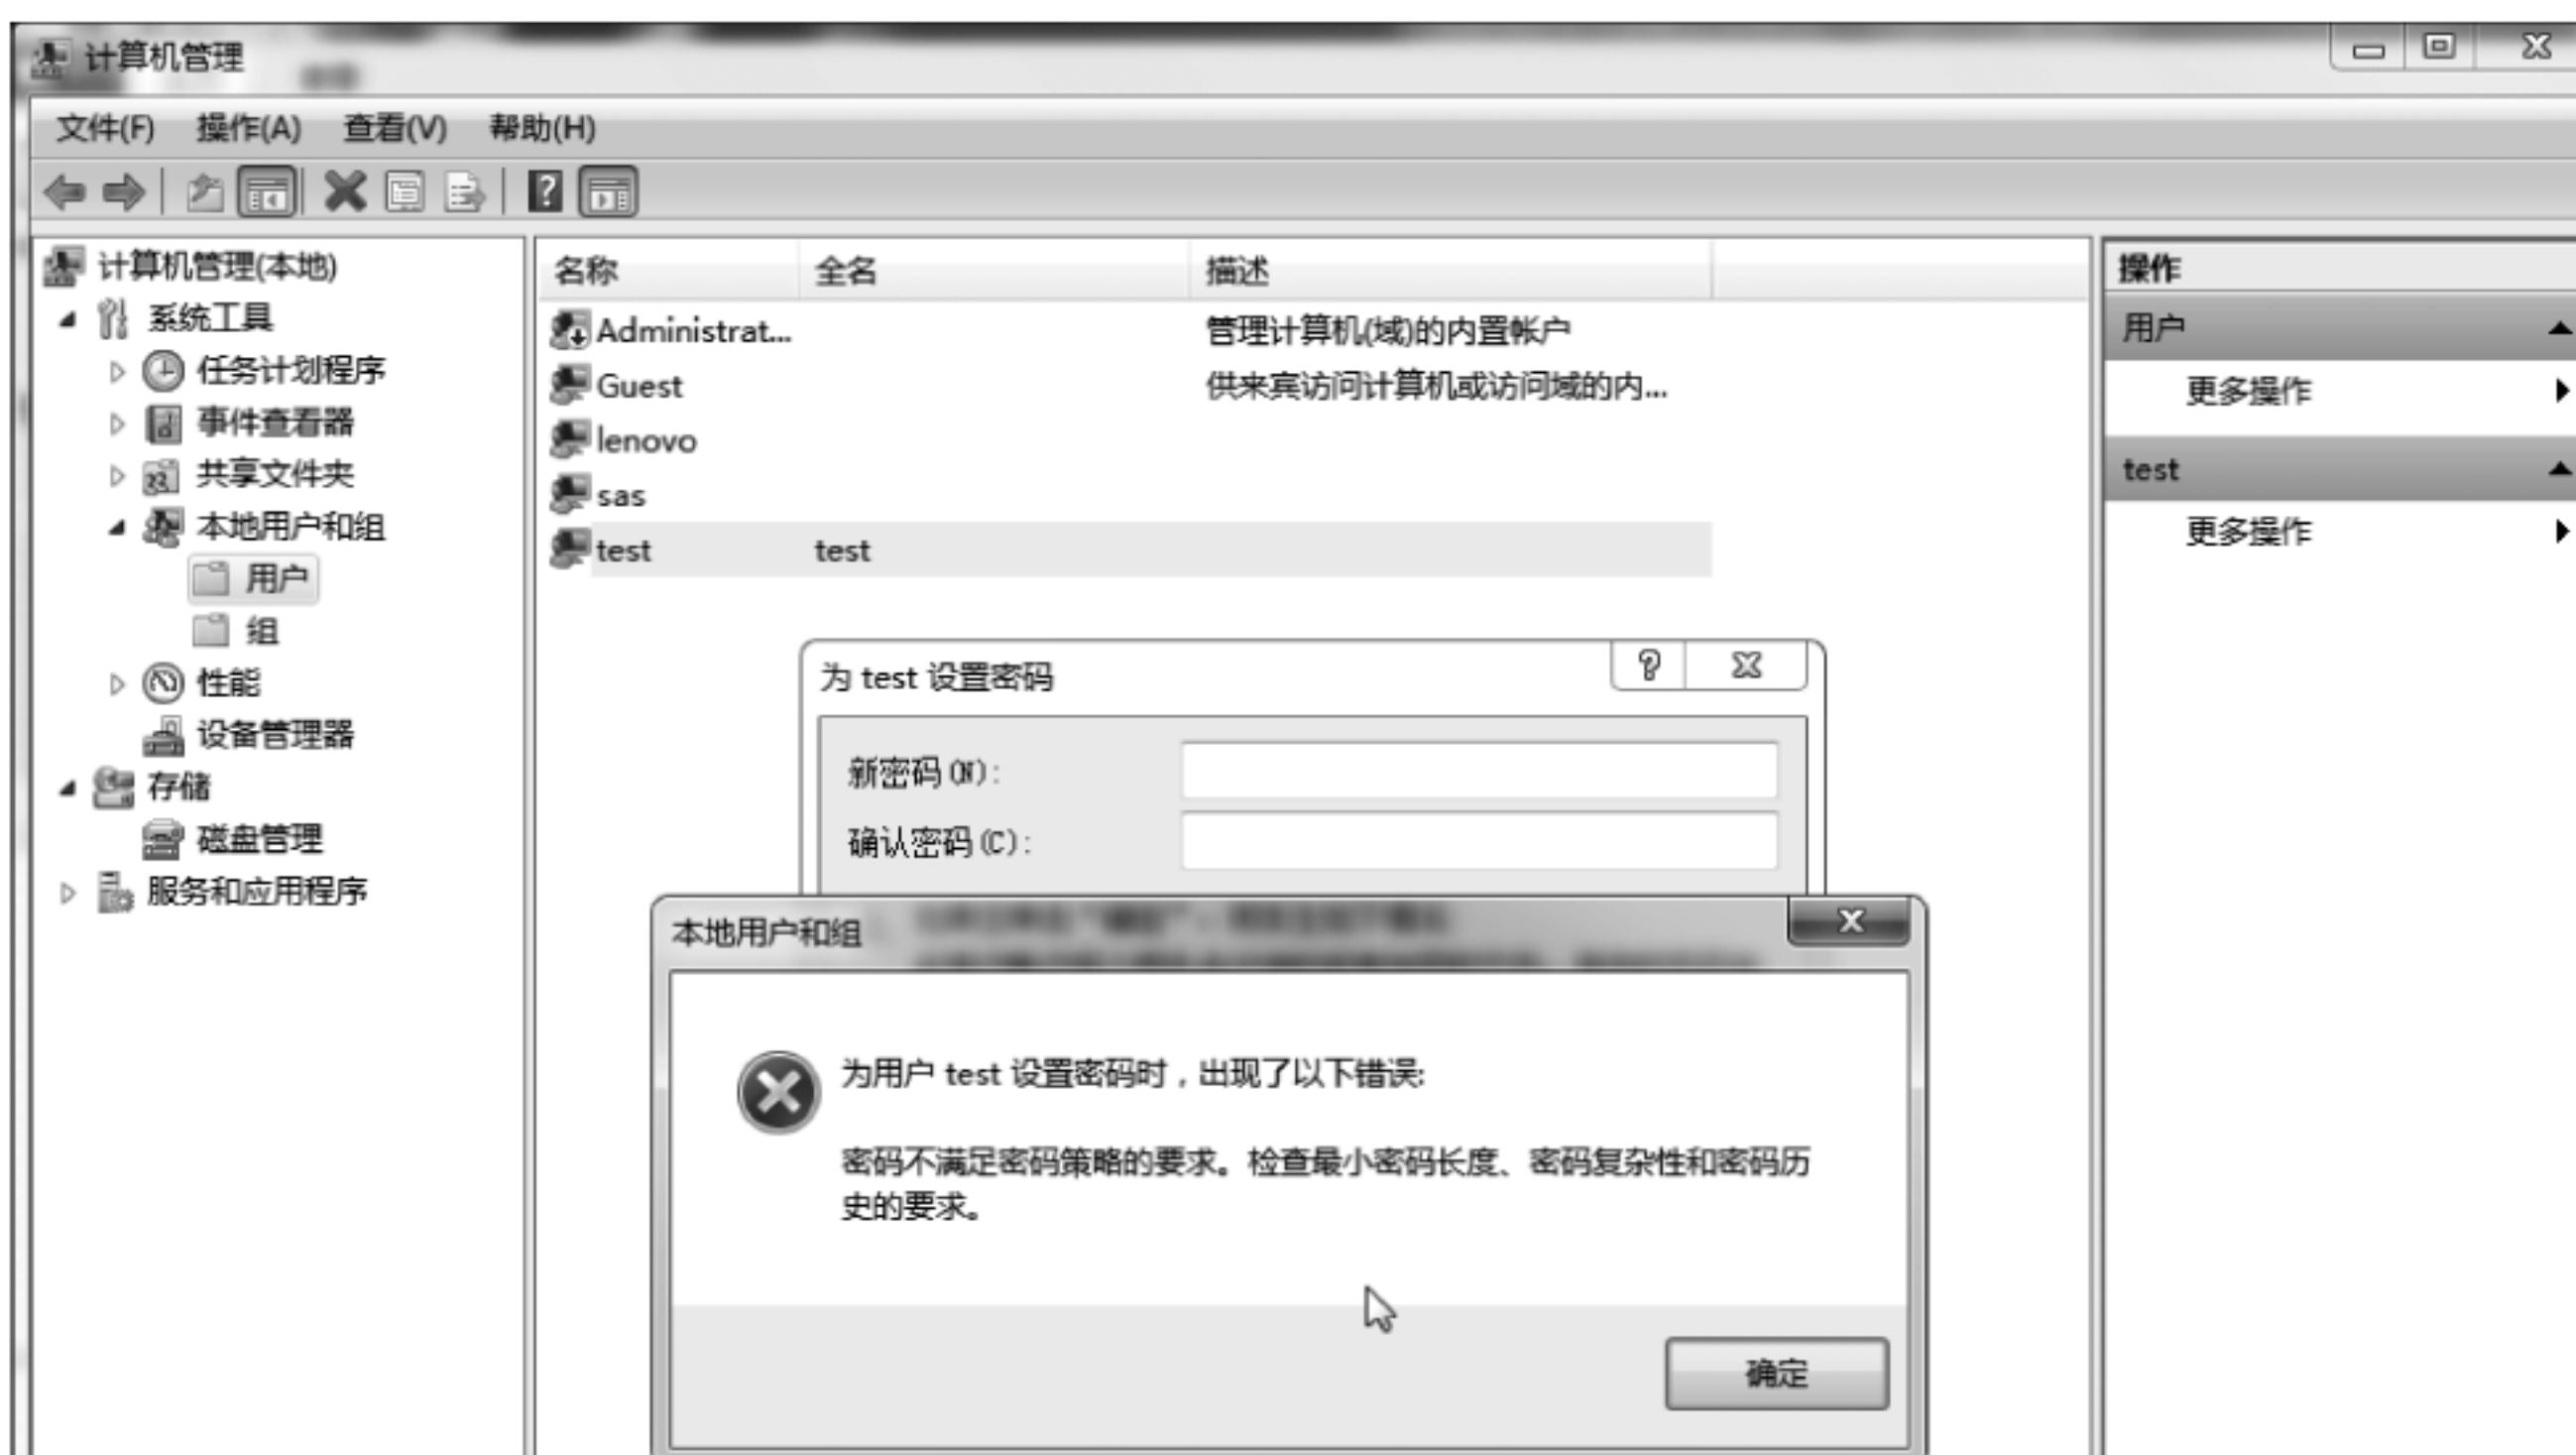 计算机管理
文件(F) 操作(A) 查看(V) 帮助(H)
计算机管理(本地)
系统工具
任务计划程序
事件查看器
共享文件夹
本地用户和组
用户
组
性能
设备管理器
存储
磁盘管理
服务和应用程序
名称 全名 描述
Administrat... 管理计算机(域)的内置帐户
Guest 供来宾访问计算机或访问域的内...
lenovo
sas
test test
操作
用户
更多操作
test
更多操作
为 test 设置密码
新密码(N):
确认密码(C):
本地用户和组
为用户 test 设置密码时，出现了以下错误:
密码不满足密码策略的要求。检查最小密码长度、密码复杂性和密码历
史的要求。
确定